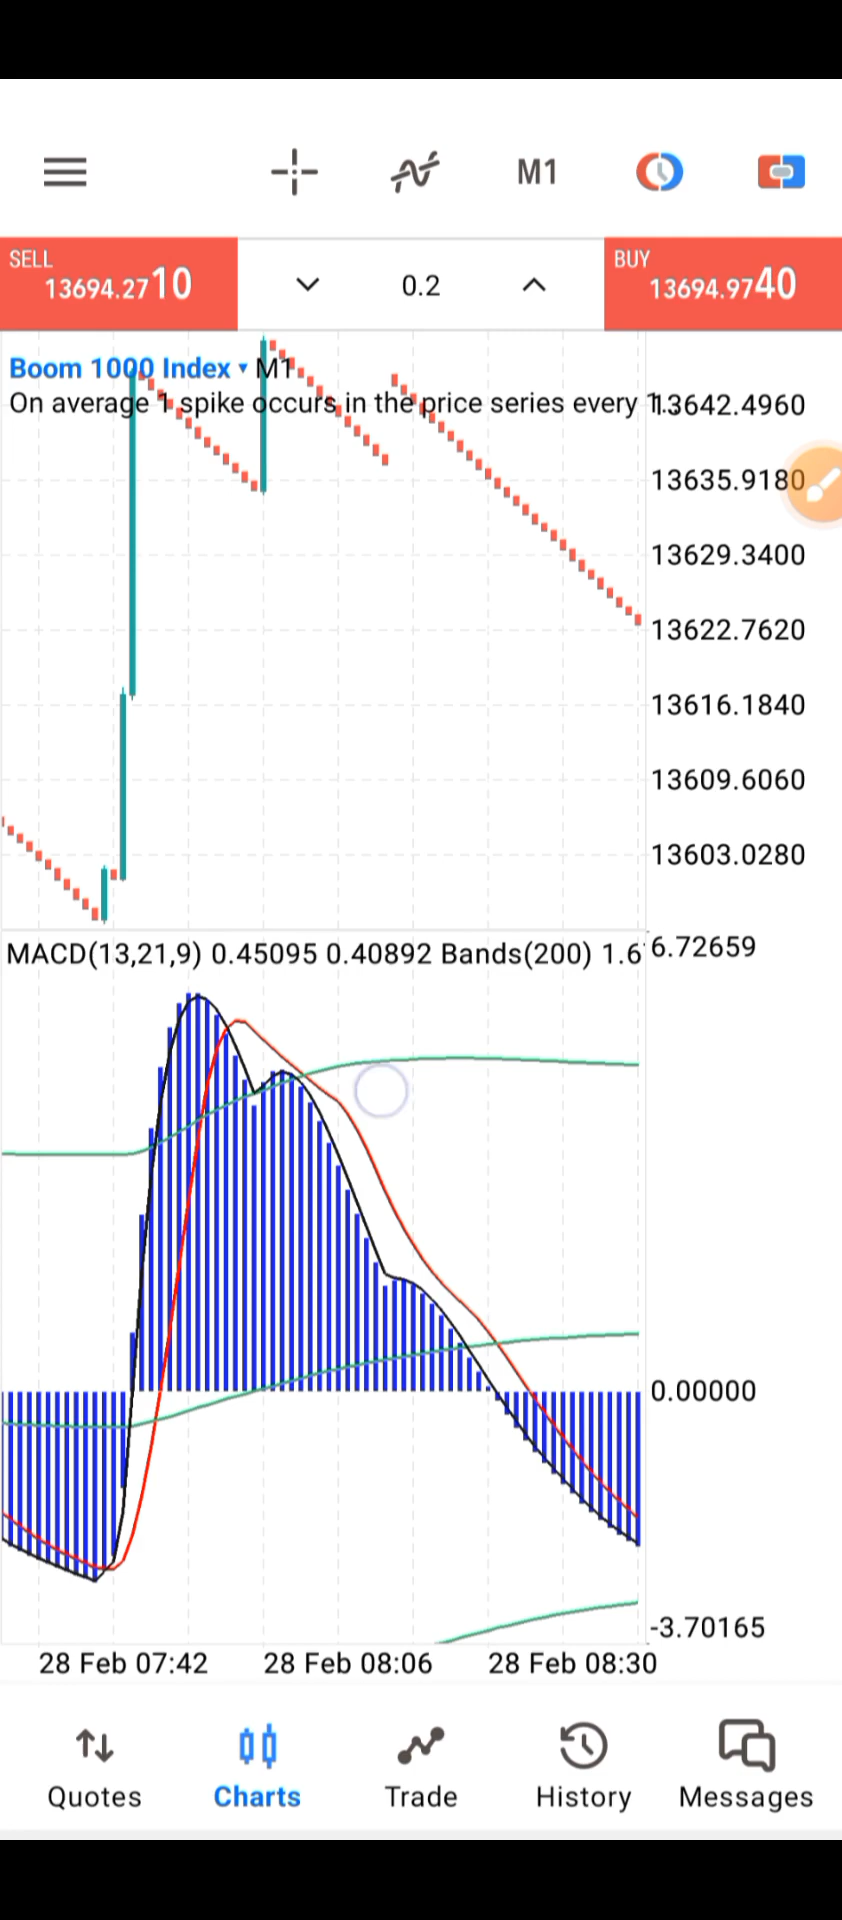 M1
SELL
13694.2710
0.2
BUY
13694.9740
Boom 1000 Index ▾ M1
On average 1 spike occurs in the price series every 1.
13642.4960
13635.9180
13629.3400
13622.7620
13616.1840
13609.6060
13603.0280
MACD(13,21,9) 0.45095 0.40892 Bands(200) 1.6
6.72659
0.00000
-3.70165
28 Feb 07:42
28 Feb 08:06
28 Feb 08:30
Quotes
Charts
Trade
History
Messages